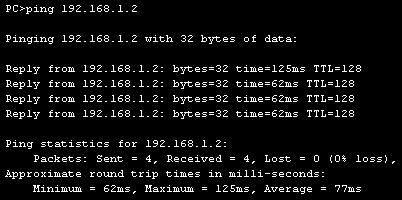 PC>ping 192.168.1.2
Pinging 192.168.1.2 with 32 bytes of data:
Reply from 192.168.1.2: bytes=32 time=125ms TTL=128
Reply from 192.168.1.2: bytes=32 time=62ms TTL=128
Reply from 192.168.1.2: bytes=32 time=62ms TTL=128
Reply from 192.168.1.2: bytes=32 time=62ms TTL=128
Ping statistics for 192.168.1.2:
Packets: Sent = 4, Received = 4, Lost = 0 (0% loss),
Approximate round trip times in milli-seconds:
Minimum = 62ms, Maximum = 125ms, Average = 77ms